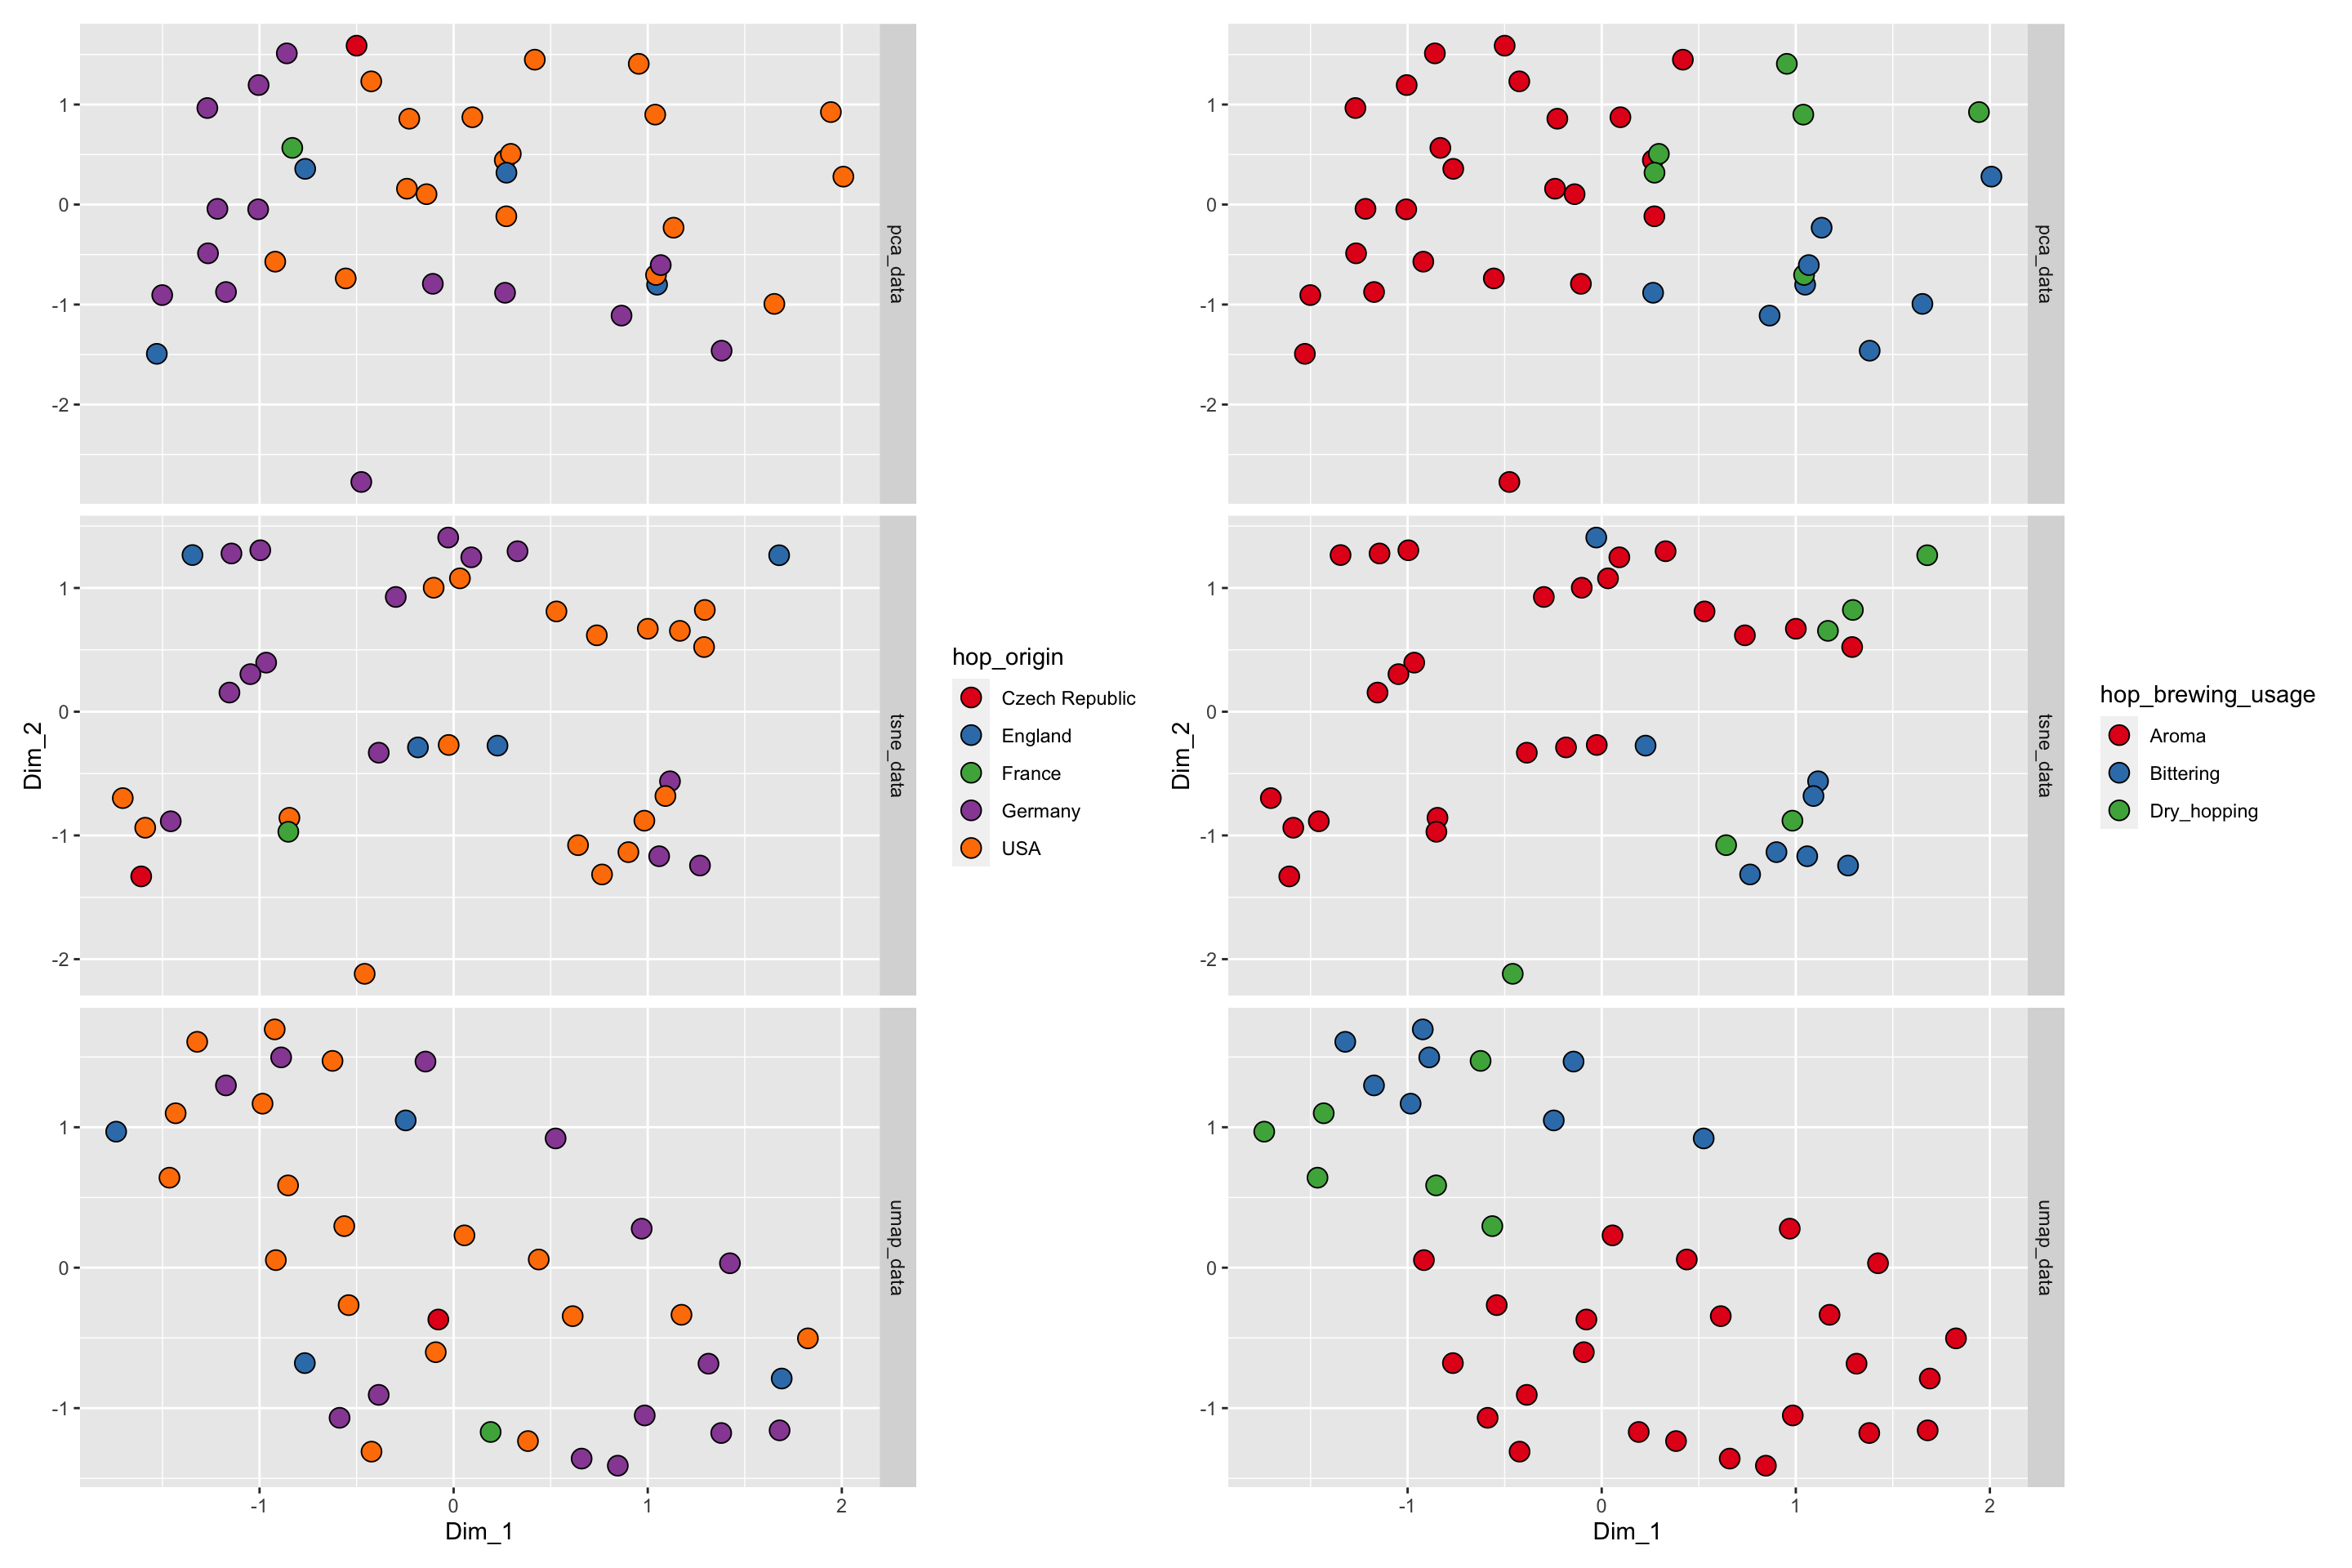 Dim_2
1
0
-1
-2
pca_data
1
0
-1
-2
tsne_data
1
0
-1
umap_data
-1
0
1
2
Dim_1
hop_origin
Czech Republic
England
France
Germany
USA
Dim_2
1
0
-1
-2
pca_data
1
0
-1
-2
tsne_data
1
0
-1
umap_data
-1
0
1
2
Dim_1
hop_brewing_usage
Aroma
Bittering
Dry_hopping